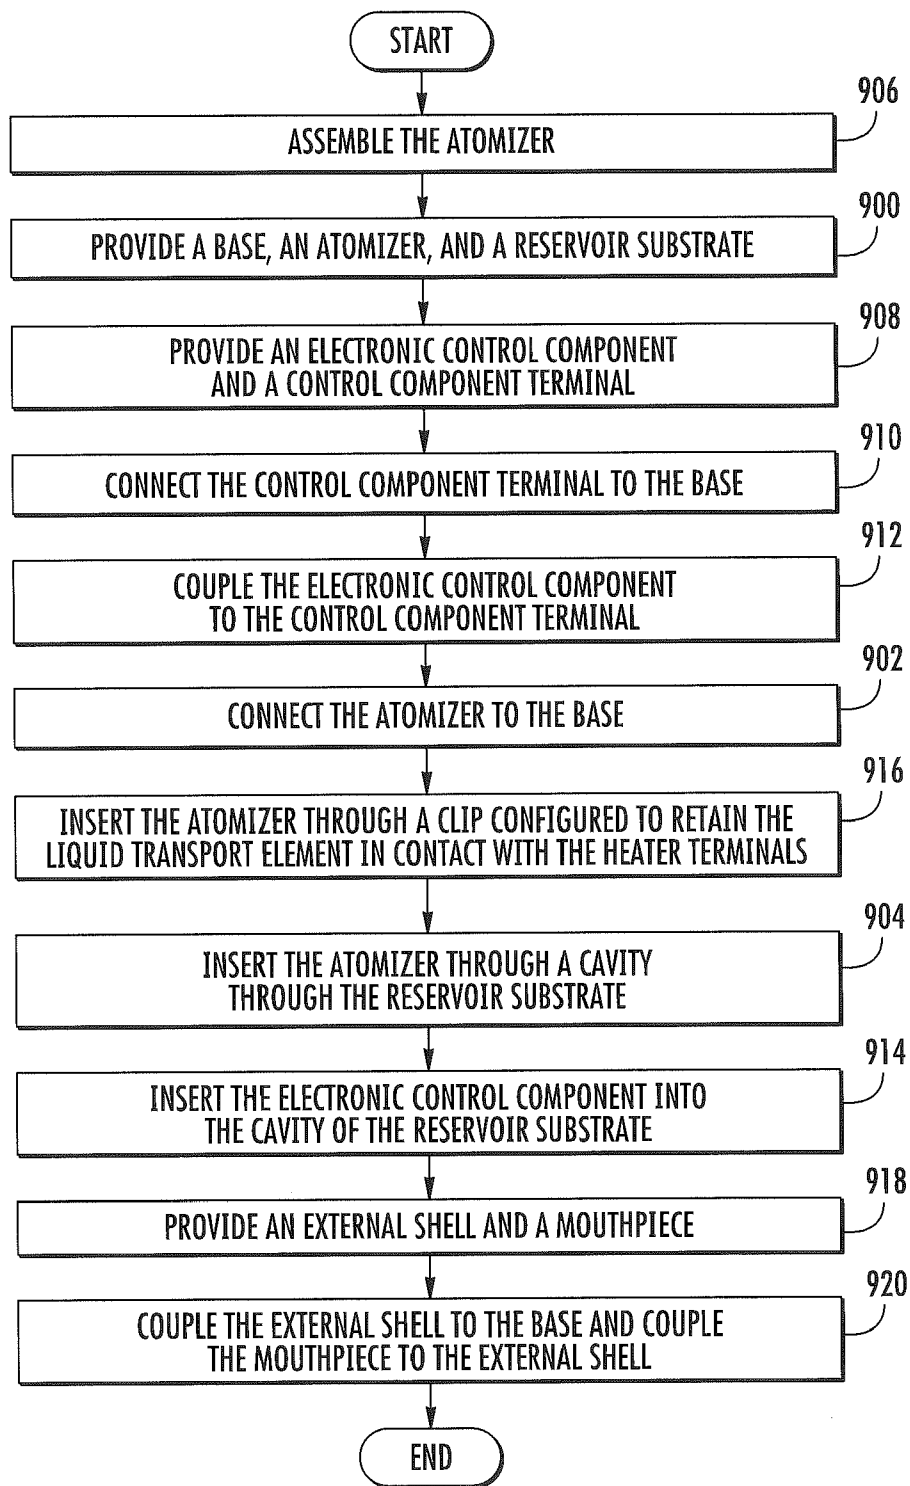 START
906
ASSEMBLE THE ATOMIZER
900
PROVIDE A BASE, AN ATOMIZER, AND A RESERVOIR SUBSTRATE
908
PROVIDE AN ELECTRONIC CONTROL COMPONENT
AND A CONTROL COMPONENT TERMINAL
910
CONNECT THE CONTROL COMPONENT TERMINAL TO THE BASE
912
COUPLE THE ELECTRONIC CONTROL COMPONENT
TO THE CONTROL COMPONENT TERMINAL
902
CONNECT THE ATOMIZER TO THE BASE
916
INSERT THE ATOMIZER THROUGH A CLIP CONFIGURED TO RETAIN THE
LIQUID TRANSPORT ELEMENT IN CONTACT WITH THE HEATER TERMINALS
904
INSERT THE ATOMIZER THROUGH A CAVITY
THROUGH THE RESERVOIR SUBSTRATE
914
INSERT THE ELECTRONIC CONTROL COMPONENT INTO
THE CAVITY OF THE RESERVOIR SUBSTRATE
918
PROVIDE AN EXTERNAL SHELL AND A MOUTHPIECE
920
COUPLE THE EXTERNAL SHELL TO THE BASE AND COUPLE
THE MOUTHPIECE TO THE EXTERNAL SHELL
END